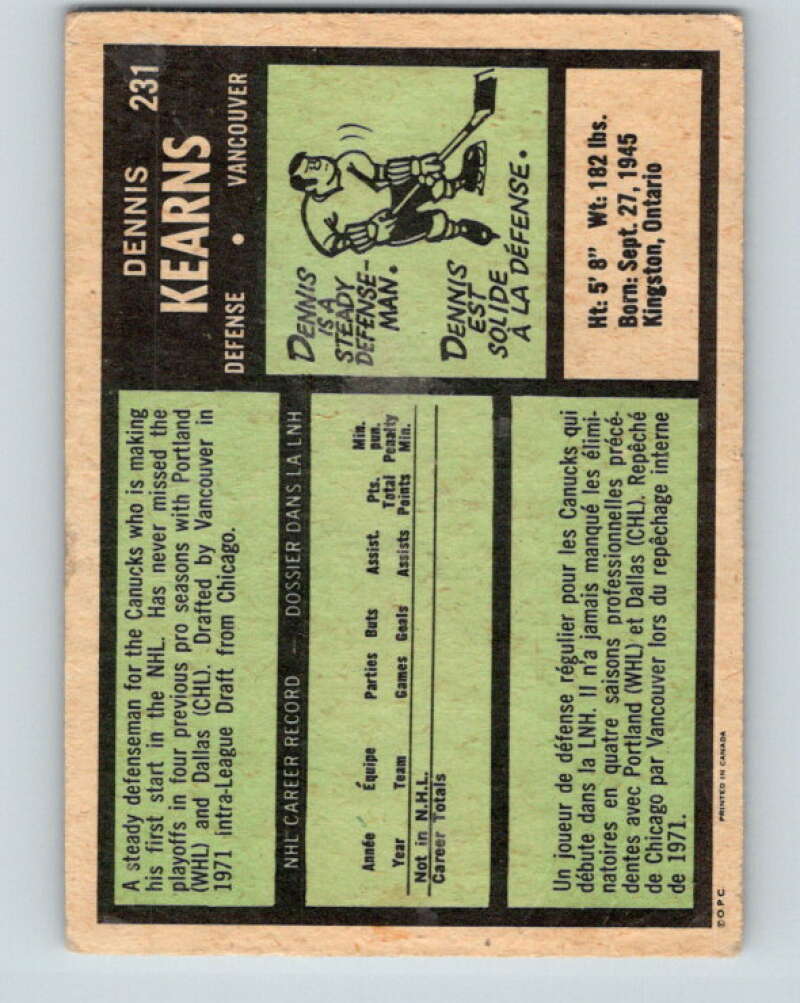 DENNIS 231
KEARNS
DEFENSE • VANCOUVER
A steady defenseman for the Canucks who is making
his first start in the NHL. Has never missed the
playoffs in four previous pro seasons with Portland
(WHL) and Dallas (CHL). Drafted by Vancouver in
1971 Intra-League Draft from Chicago.
DENNIS
IS A
STEADY
DEFENSE-
MAN.
DENNIS
EST
SOLIDE
À LA DÉFENSE.
NHL CAREER RECORD — DOSSIER DANS LA LNH
Min.
pun.
Année Équipe Parties Buts Assist. Pts. Penalty
Year Team Games Goals Assists Total Points Min.
Not in N.H.L.
Career Totals
Ht: 5' 8" Wt: 182 lbs.
Born: Sept. 27, 1945
Kingston, Ontario
Un joueur de défense régulier pour les Canucks qui
débute dans la LNH. Il n'a jamais manqué les élimi-
natoires en quatre saisons professionnelles précé-
dentes avec Portland (WHL) et Dallas (CHL). Repêché
de Chicago par Vancouver lors du repêchage interne
de 1971.
© O.P.C. PRINTED IN CANADA